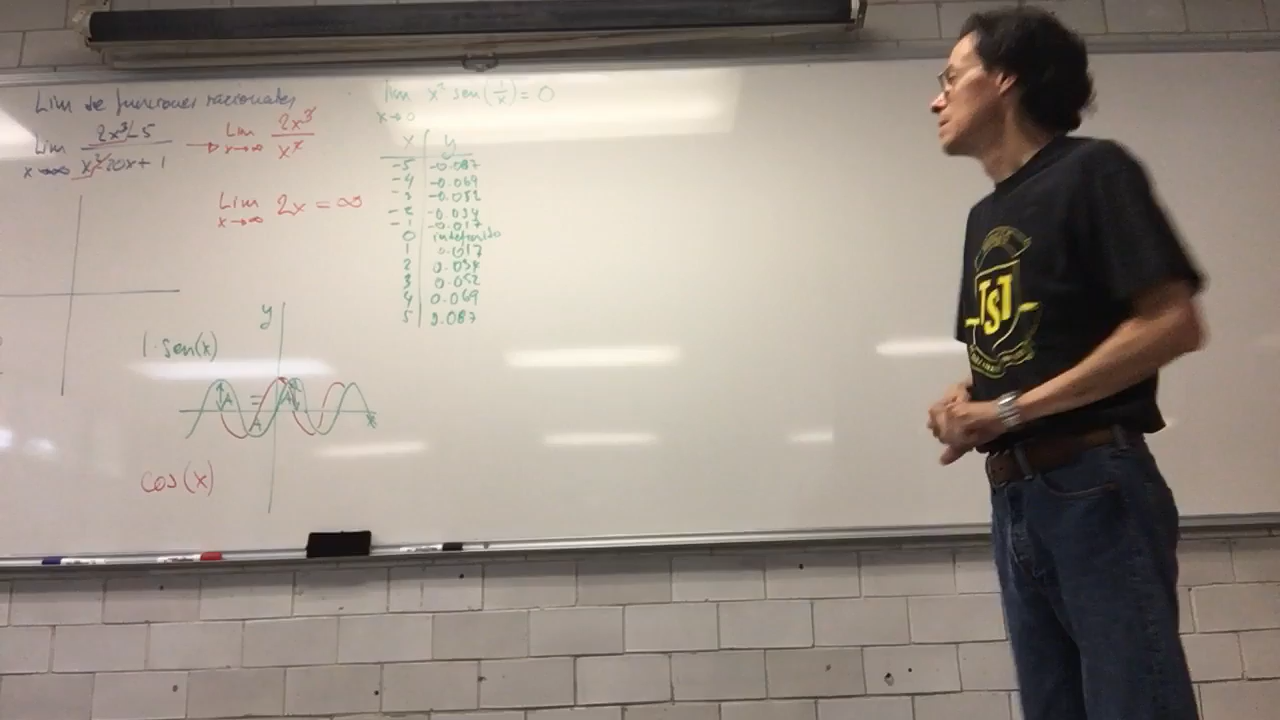 Lim de funciones racionales
Lim 2x³-5 / x²-20x+1 → Lim 2x³ / x²
x→∞ x→∞
Lim 2x = ∞
x→∞
lim x² sen(1/x) = 0
x→0
x y
-5 -0.087
-4 -0.069
-3 -0.052
-2 -0.034
-1 -0.017
0 indefinido
1 0.017
2 0.034
3 0.052
4 0.069
5 0.087
y
1·sen(x)
A = A
A
x
cos(x)
TST